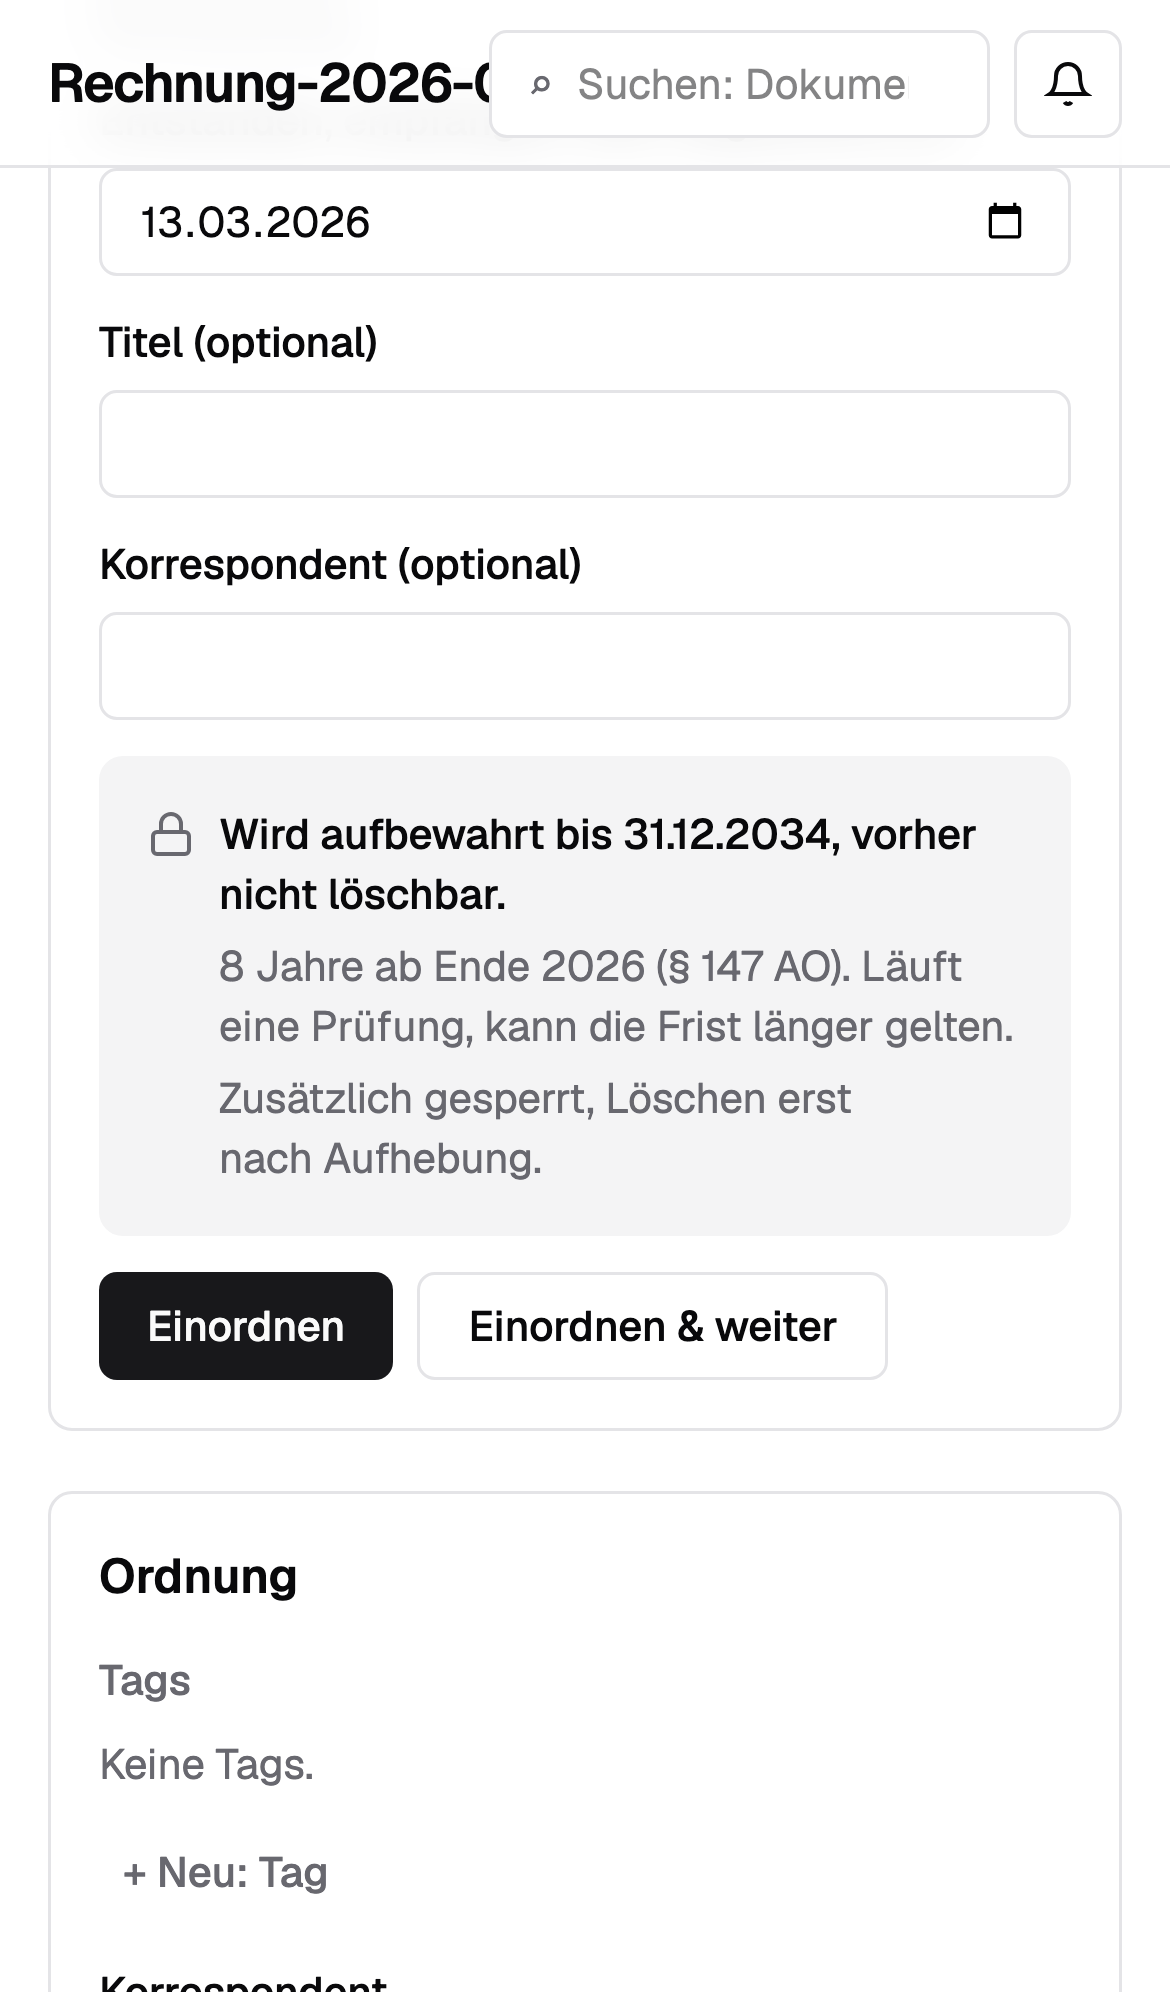 Rechnung-2026-
Suchen: Dokume
13.03.2026
Titel (optional)
Korrespondent (optional)
Wird aufbewahrt bis 31.12.2034, vorher
nicht löschbar.
8 Jahre ab Ende 2026 (§ 147 AO). Läuft
eine Prüfung, kann die Frist länger gelten.
Zusätzlich gesperrt, Löschen erst
nach Aufhebung.
Einordnen
Einordnen & weiter
Ordnung
Tags
Keine Tags.
+ Neu: Tag
Korrespondent